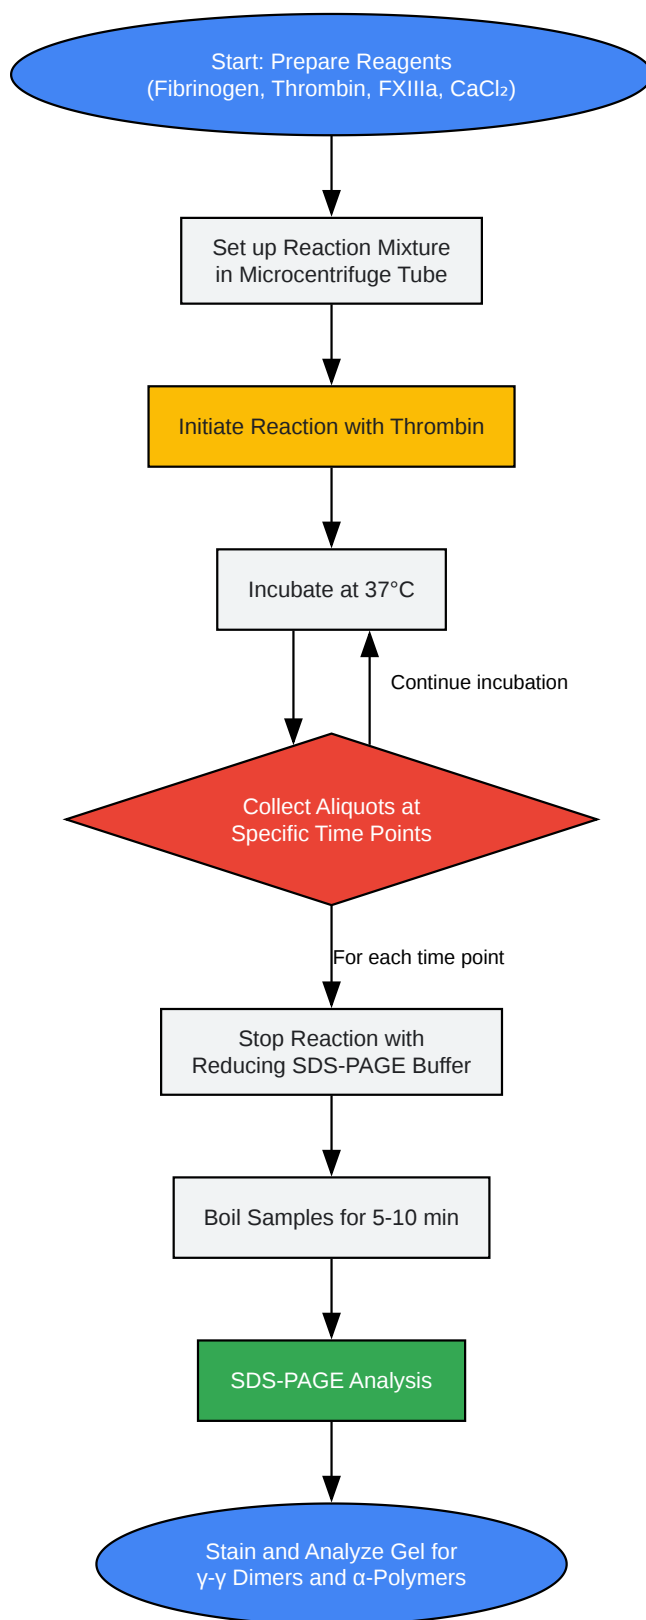 Start: Prepare Reagents
(Fibrinogen, Thrombin, FXIIIa, CaCl₂)
Set up Reaction Mixture
in Microcentrifuge Tube
Initiate Reaction with Thrombin
Incubate at 37°C
Continue incubation
Collect Aliquots at
Specific Time Points
For each time point
Stop Reaction with
Reducing SDS-PAGE Buffer
Boil Samples for 5-10 min
SDS-PAGE Analysis
Stain and Analyze Gel for
γ-γ Dimers and α-Polymers